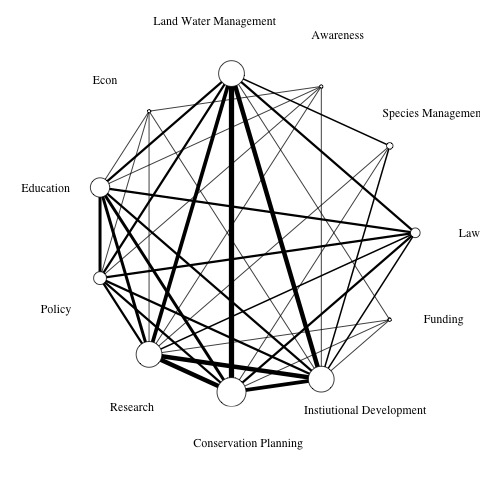 Land Water Management
Awareness
Econ
Species Managemen
Education
Law
Policy
Funding
Research
Instiutional Development
Conservation Planning